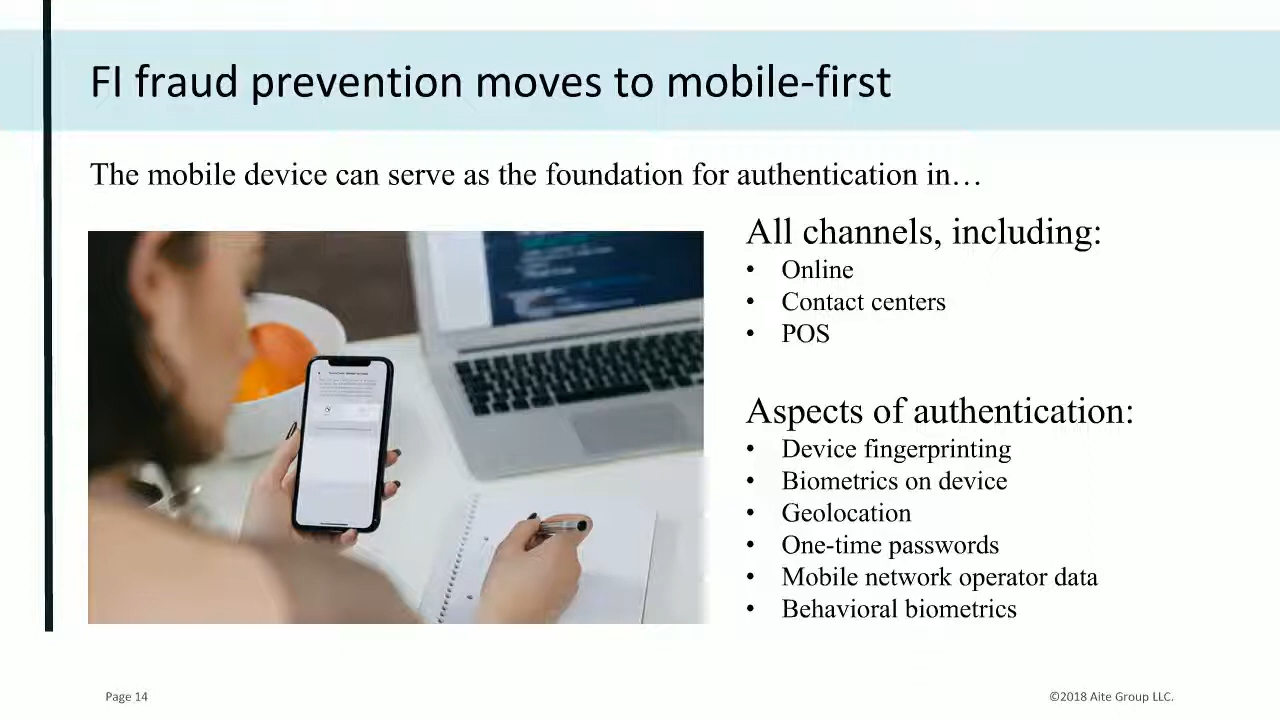 FI fraud prevention moves to mobile-first
The mobile device can serve as the foundation for authentication in…
All channels, including:
• Online
• Contact centers
• POS
Aspects of authentication:
• Device fingerprinting
• Biometrics on device
• Geolocation
• One-time passwords
• Mobile network operator data
• Behavioral biometrics
Page 14
©2018 Aite Group LLC.